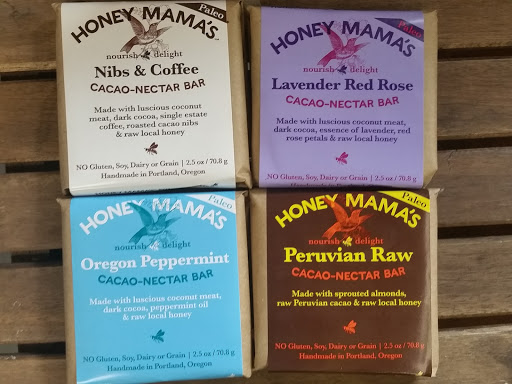 HONEY MAMA'S
Paleo
nourish delight
Nibs & Coffee
CACAO-NECTAR BAR
Made with luscious coconut
meat, dark cocoa, single estate
coffee, roasted cacao nibs
& raw local honey
NO Gluten, Soy, Dairy or Grain | 2.5 oz / 70.8 g
Handmade in Portland, Oregon
HONEY MAMA'S
Paleo
nourish delight
Lavender Red Rose
CACAO-NECTAR BAR
Made with luscious coconut meat,
dark cocoa, essence of lavender, red
rose petals & raw local honey
NO Gluten, Soy, Dairy or Grain | 2.5 oz / 70.8 g
Handmade in Portland, Oregon
HONEY MAMA'S
Paleo
nourish delight
Oregon Peppermint
CACAO-NECTAR BAR
Made with luscious coconut meat,
dark cocoa, peppermint oil
& raw local honey
NO Gluten, Soy, Dairy or Grain | 2.5 oz / 70.8 g
Handmade in Portland, Oregon
HONEY MAMA'S
Paleo
nourish delight
Peruvian Raw
CACAO-NECTAR BAR
Made with sprouted almonds,
raw Peruvian cacao & raw local honey
NO Gluten, Soy, Dairy or Grain | 2.5 oz / 70.8 g
Handmade in Portland, Oregon